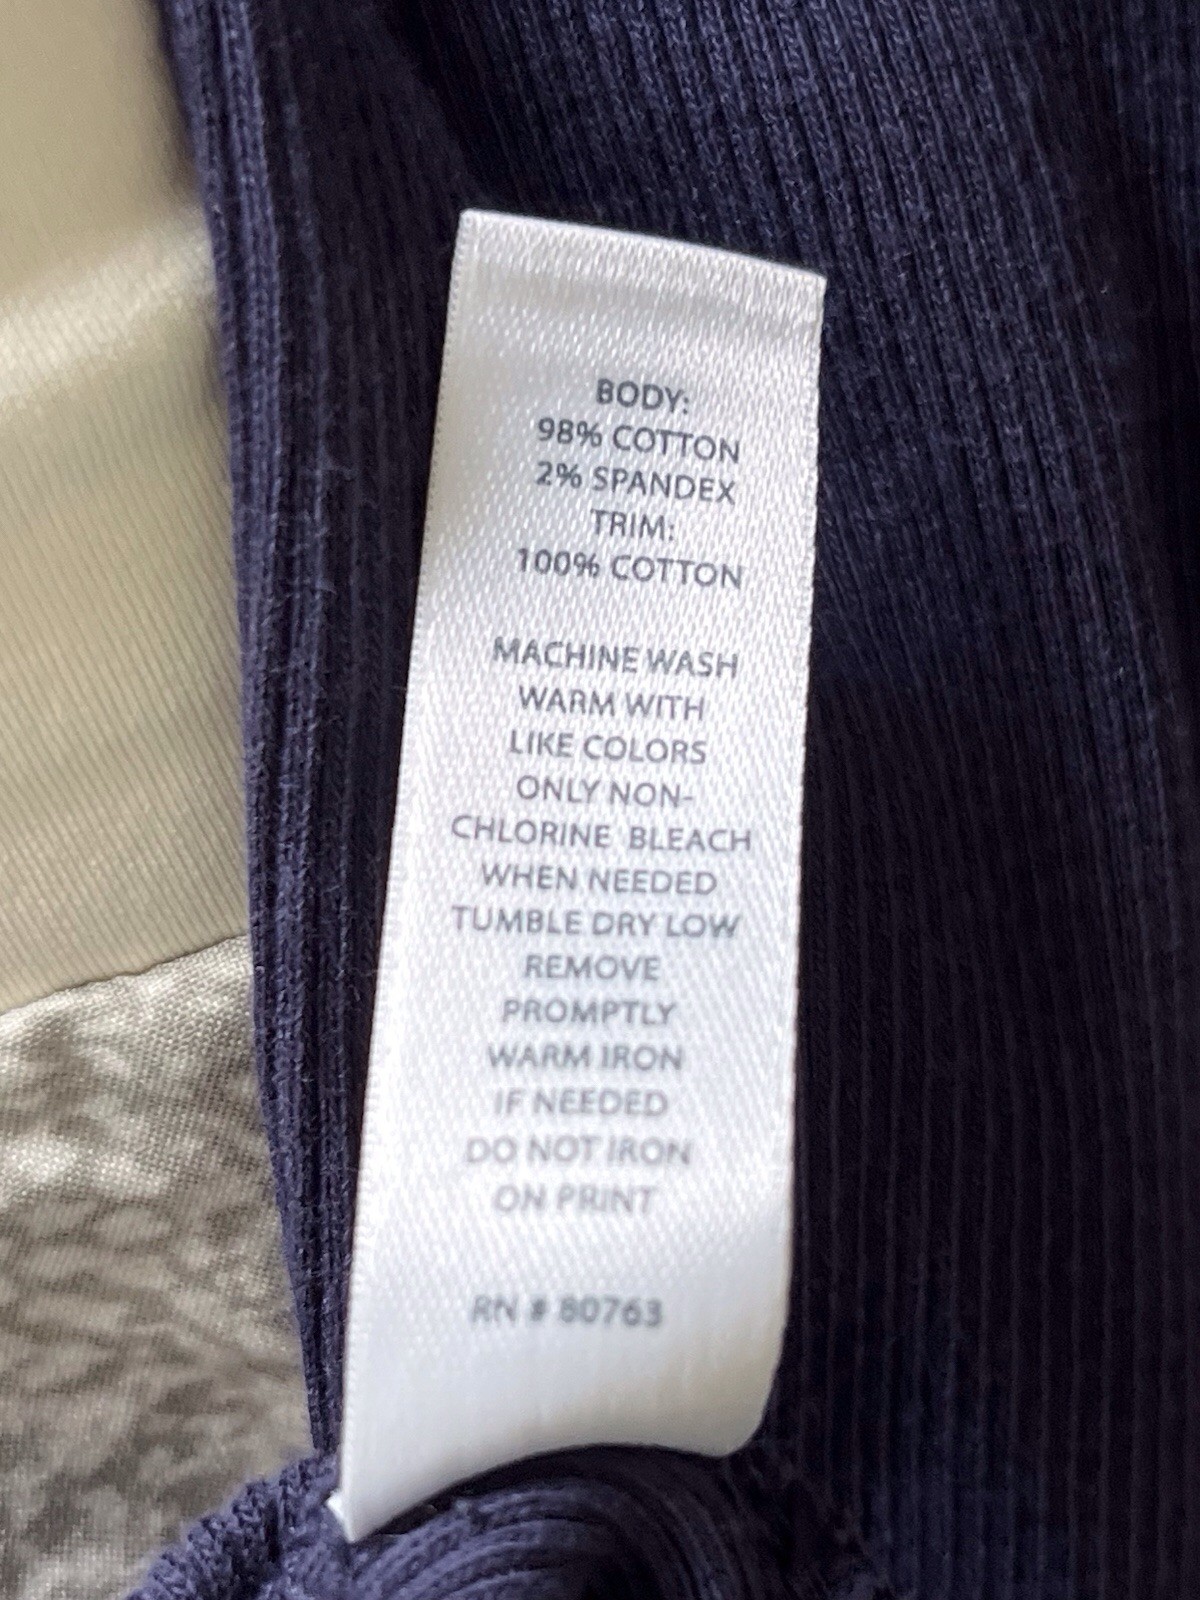 BODY:
98% COTTON
2% SPANDEX
TRIM:
100% COTTON
MACHINE WASH
WARM WITH
LIKE COLORS
ONLY NON-
CHLORINE BLEACH
WHEN NEEDED
TUMBLE DRY LOW
REMOVE
PROMPTLY
WARM IRON
IF NEEDED
DO NOT IRON
ON PRINT
RN # 80763